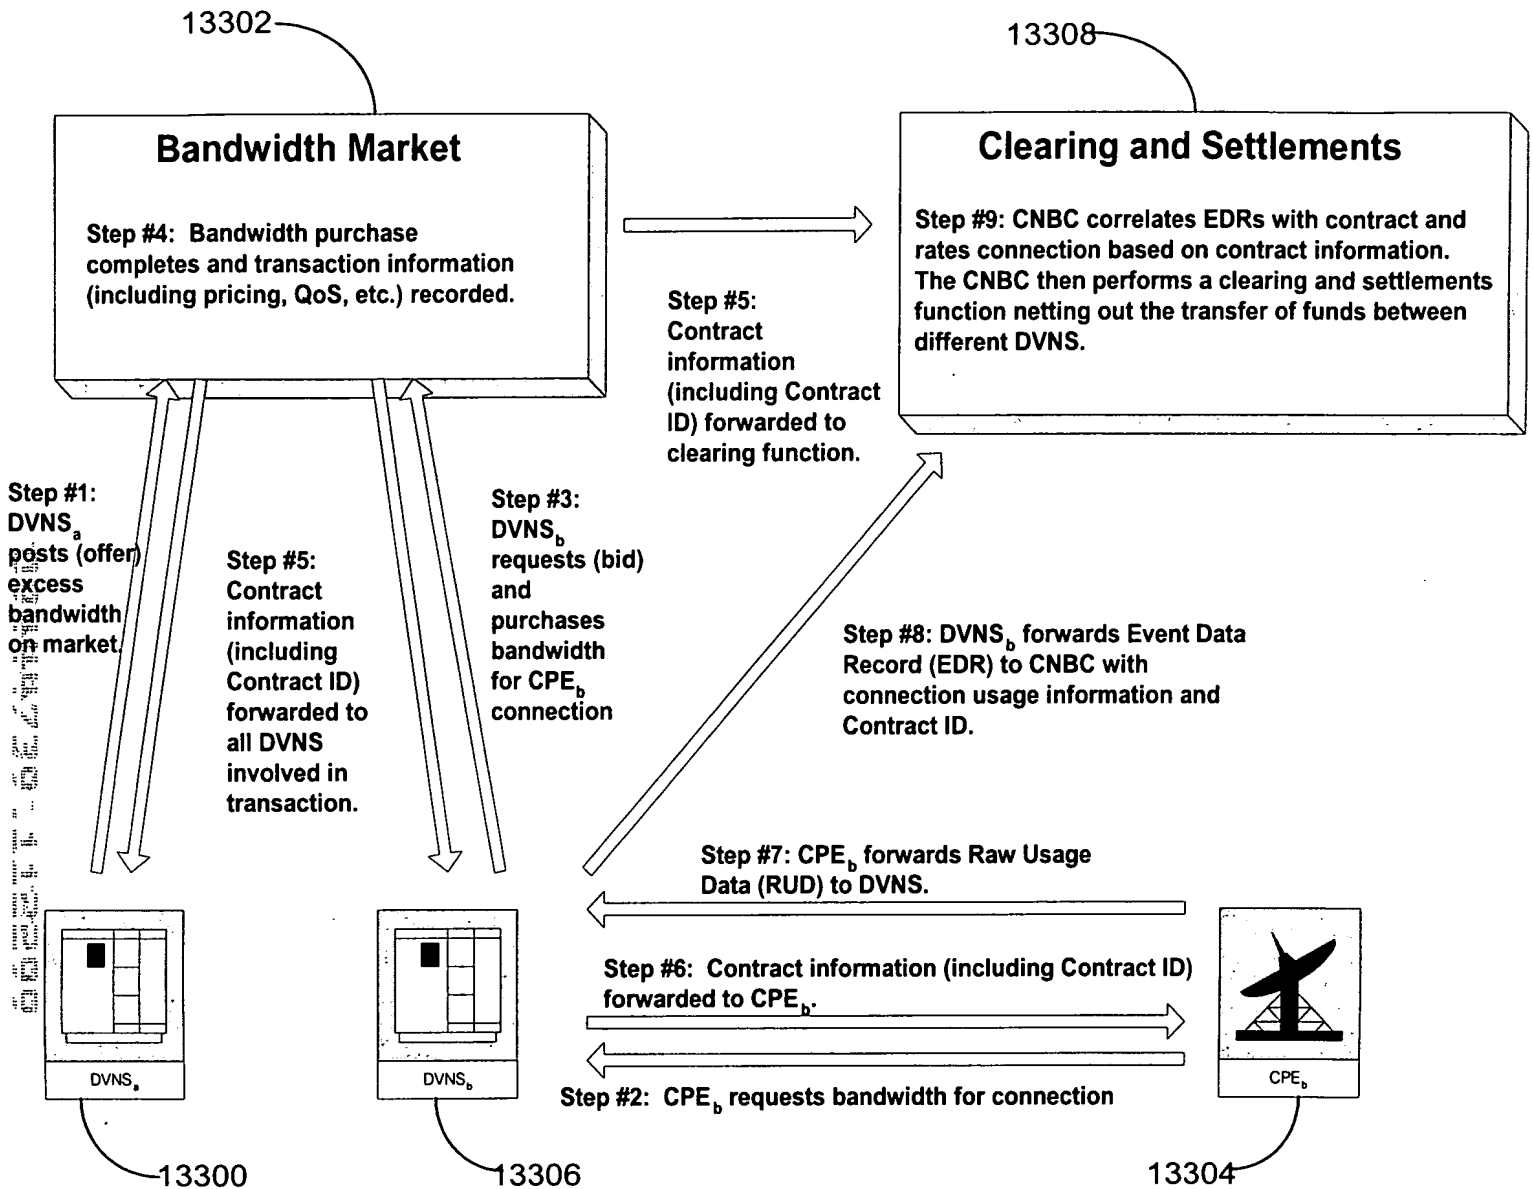 13302
13308
Bandwidth Market
Step #4: Bandwidth purchase
completes and transaction information
(including pricing, QoS, etc.) recorded.
Clearing and Settlements
Step #9: CNBC correlates EDRs with contract and
rates connection based on contract information.
The CNBC then performs a clearing and settlements
function netting out the transfer of funds between
different DVNS.
Step #5:
Contract
information
(including Contract
ID) forwarded to
clearing function.
Step #1:
DVNSa
posts (offer)
excess
bandwidth
on market.
Step #5:
Contract
information
(including
Contract ID)
forwarded to
all DVNS
involved in
transaction.
Step #3:
DVNSb
requests (bid)
and
purchases
bandwidth
for CPEb
connection
Step #8: DVNSb forwards Event Data
Record (EDR) to CNBC with
connection usage information and
Contract ID.
Step #7: CPEb forwards Raw Usage
Data (RUD) to DVNS.
Step #6: Contract information (including Contract ID)
forwarded to CPEb.
Step #2: CPEb requests bandwidth for connection
DVNSa
DVNSb
CPEb
13300
13306
13304